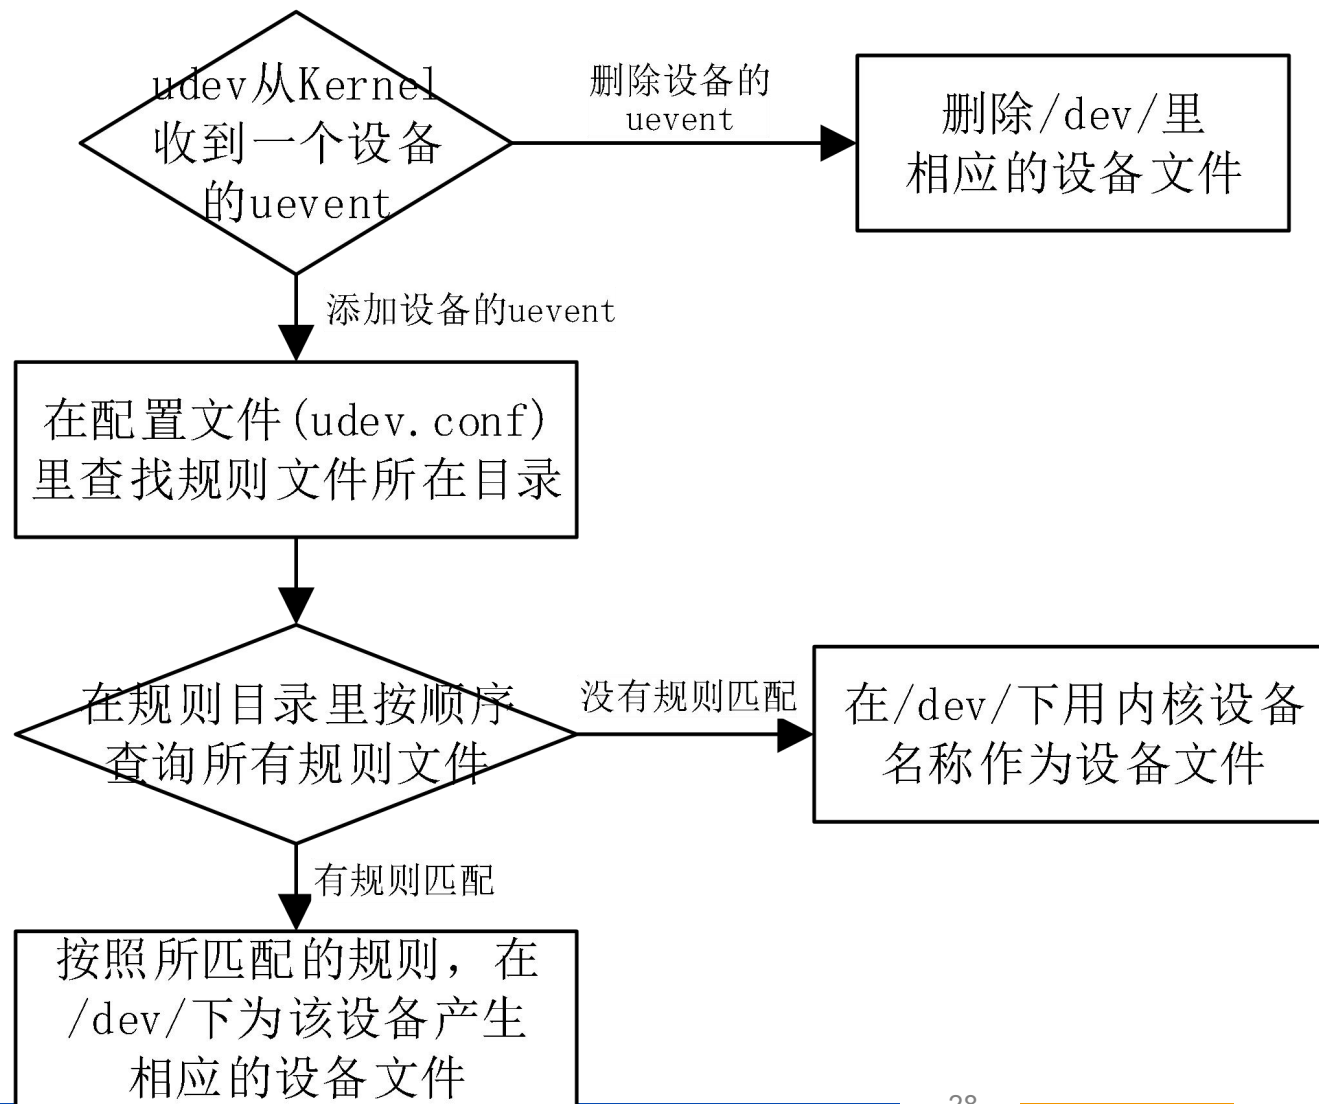 udev从Kernel
收到一个设备
的uevent
删除设备的
uevent
删除/dev/里
相应的设备文件
添加设备的uevent
在配置文件(udev.conf)
里查找规则文件所在目录
在规则目录里按顺序
查询所有规则文件
没有规则匹配
在/dev/下用内核设备
名称作为设备文件
有规则匹配
按照所匹配的规则，在
/dev/下为该设备产生
相应的设备文件
28